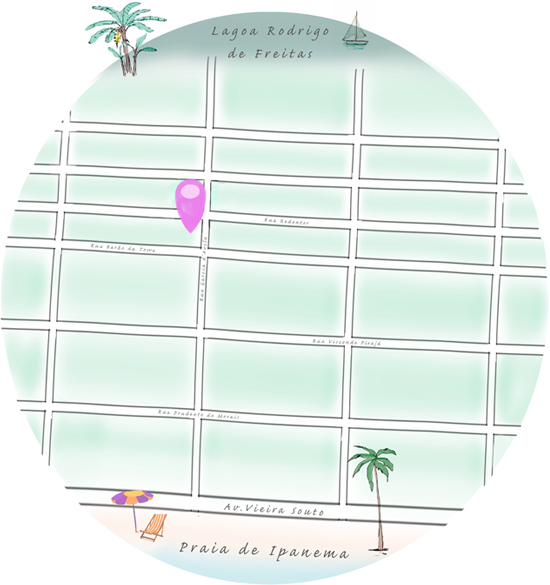 Lagoa Rodrigo
de Freitas
Rua Redentor
Rua Barão da Torre
Rua Garcia d'Ávila
Rua Visconde Pirajá
Rua Prudente de Morais
Av.Vieira Souto
Praia de Ipanema